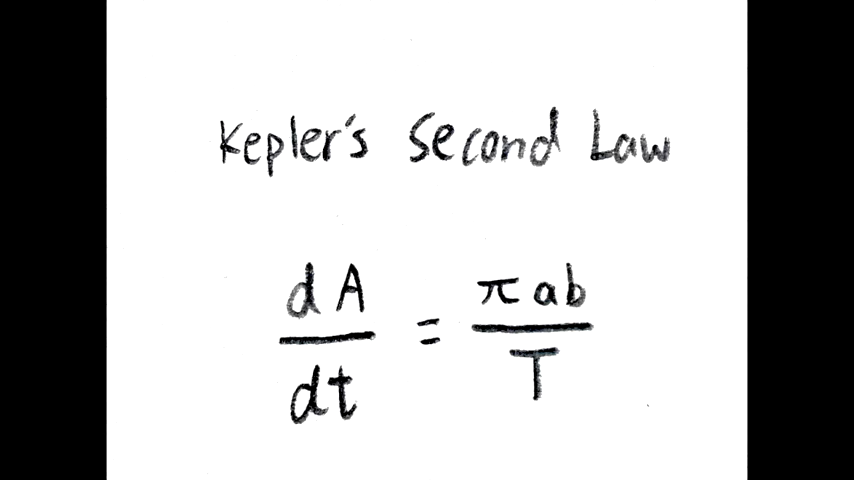 Kepler's Second Law
dA/dt = πab/T